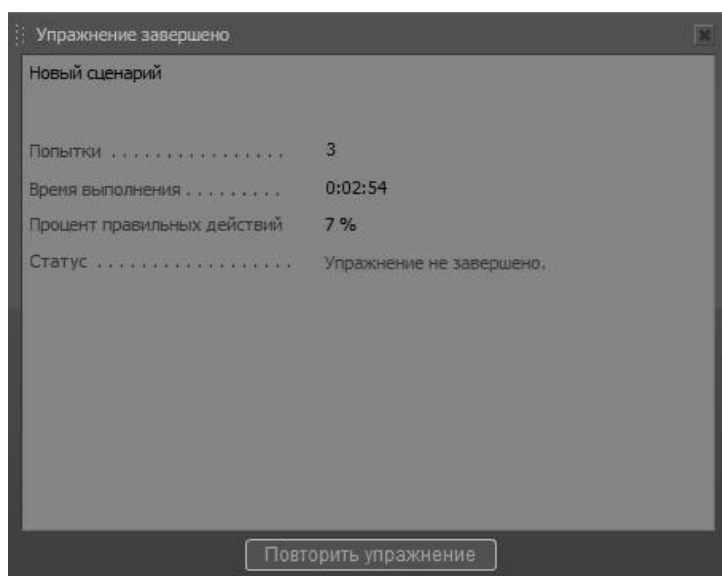 Упражнение завершено
Новый сценарий
Попытки . . . . . . . . . . . . . . . . 3
Время выполнения . . . . . . . . . 0:02:54
Процент правильных действий 7 %
Статус . . . . . . . . . . . . . . . . . . Упражнение не завершено.
Повторить упражнение